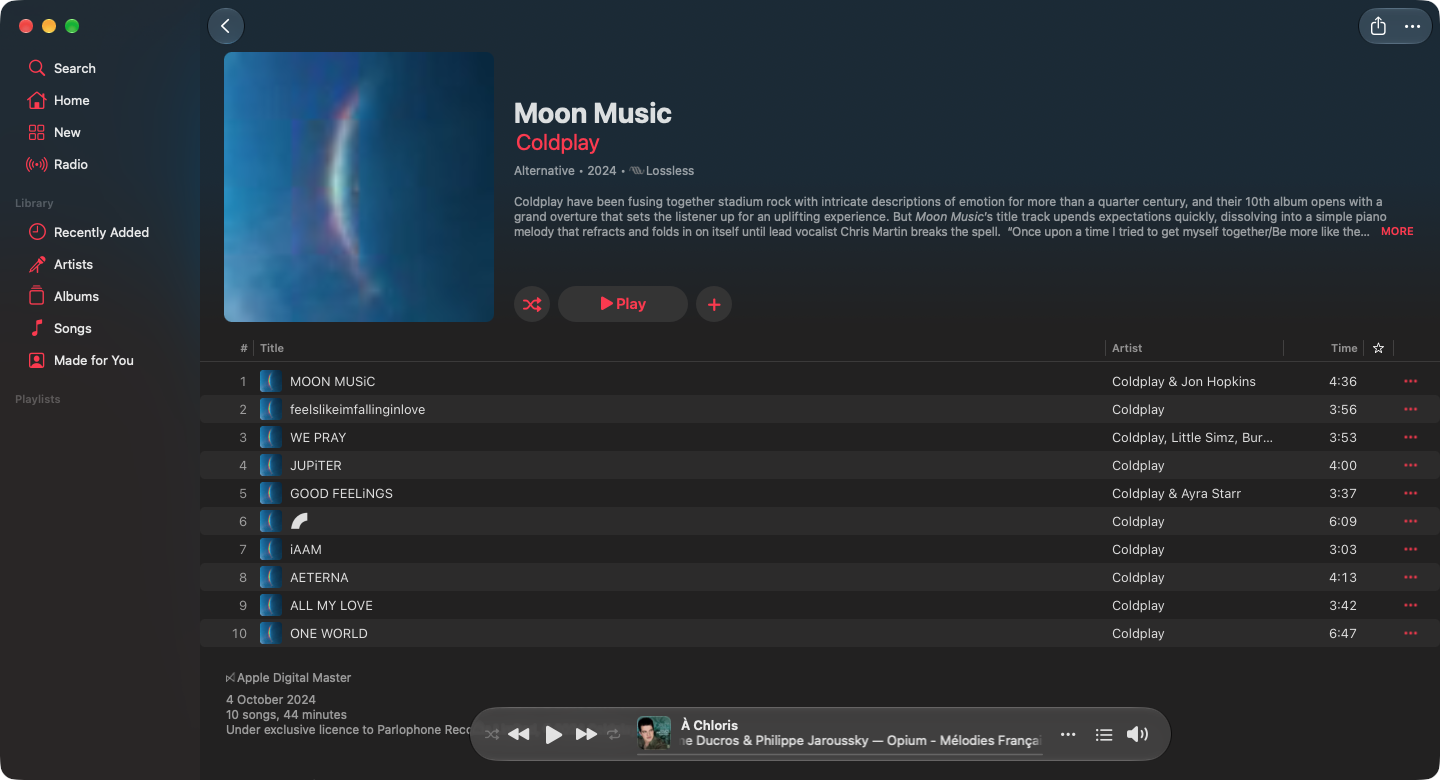 Search
Home
New
Radio
Library
Recently Added
Artists
Albums
Songs
Made for You
Playlists
Moon Music
Coldplay
Alternative • 2024 • Lossless
Coldplay have been fusing together stadium rock with intricate descriptions of emotion for more than a quarter century, and their 10th album opens with a
grand overture that sets the listener up for an uplifting experience. But Moon Music's title track upends expectations quickly, dissolving into a simple piano
melody that refracts and folds in on itself until lead vocalist Chris Martin breaks the spell. “Once upon a time I tried to get myself together/Be more like the... MORE
Play
# Title Artist Time
1 MOON MUSiC Coldplay & Jon Hopkins 4:36
2 feelslikeimfallinginlove Coldplay 3:56
3 WE PRAY Coldplay, Little Simz, Bur... 3:53
4 JUPiTER Coldplay 4:00
5 GOOD FEELiNGS Coldplay & Ayra Starr 3:37
6 Coldplay 6:09
7 iAAM Coldplay 3:03
8 AETERNA Coldplay 4:13
9 ALL MY LOVE Coldplay 3:42
10 ONE WORLD Coldplay 6:47
Apple Digital Master
4 October 2024
10 songs, 44 minutes
Under exclusive licence to Parlophone
À Chloris
Ducros & Philippe Jaroussky — Opium - Mélodies